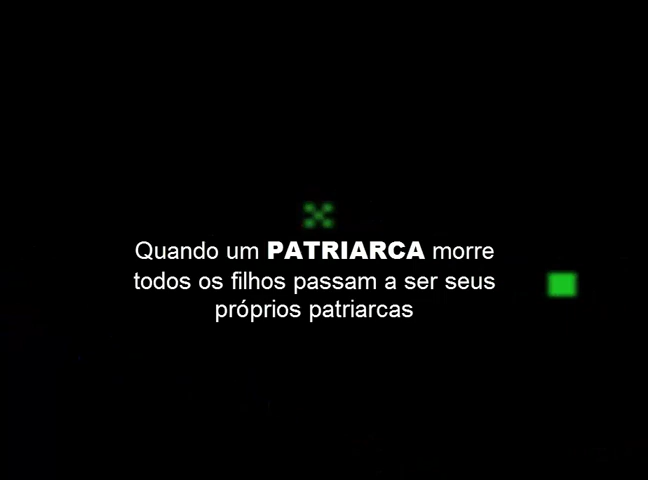 Quando um PATRIARCA morre
todos os filhos passam a ser seus
próprios patriarcas